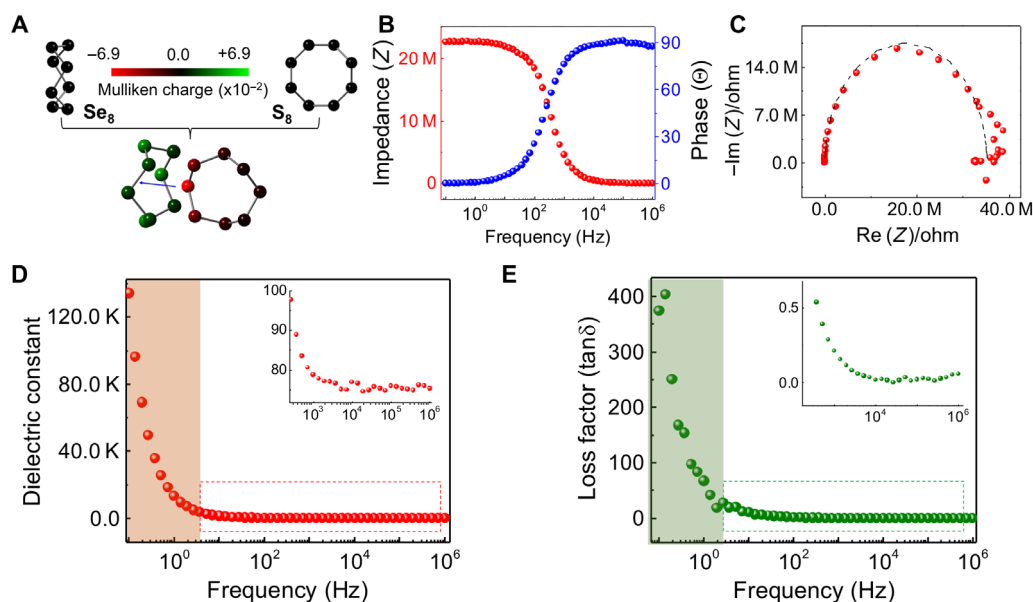 A
−6.9 0.0 +6.9
Mulliken charge (x10−2)
Se8
S8
B
Impedance (Z)
20 M
10 M
0
Phase (Θ)
90
60
30
0
100 102 104 106
Frequency (Hz)
C
−Im (Z)/ohm
14.0 M
7.0 M
0.0
0.0 20.0 M 40.0 M
Re (Z)/ohm
D
Dielectric constant
120.0 K
80.0 K
40.0 K
0.0
100 102 104 106
Frequency (Hz)
100
90
80
103 104 105 106
E
Loss factor (tanδ)
400
350
300
250
200
150
100
50
0
100 102 104 106
Frequency (Hz)
0.5
0.0
104 106